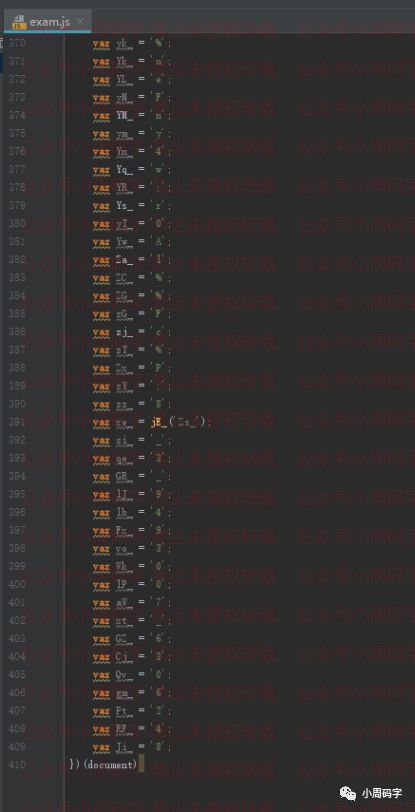 exam.js
370 var yk_ = '%';
371 var Yk_ = 'u';
372 var YL_ = 'e';
373 var yM_ = 'F';
374 var YM_ = 'n';
375 var ym_ = 'y';
376 var Yn_ = '4';
377 var Yq_ = 'w';
378 var YR_ = ':';
379 var Ys_ = 'r';
380 var yT_ = '0';
381 var Yw_ = 'A';
382 var Za_ = 'l';
383 var ZC_ = '%';
384 var ZG_ = '%';
385 var zG_ = 'F';
386 var zj_ = 'c';
387 var zT_ = '%';
388 var Zx_ = 'P';
389 var zY_ = ':';
390 var zz_ = '8';
391 var xe_ = jE_('Zs_');
392 var si_ = '_';
393 var qe_ = '3';
394 var GR_ = '_';
395 var lJ_ = '9';
396 var lb_ = '4';
397 var Fx_ = '9';
398 var vo_ = '3';
399 var Wk_ = '0';
400 var lP_ = '0';
401 var aW_ = '7';
402 var xt_ = '_';
403 var GZ_ = '6';
404 var Cj_ = '3';
405 var Qv_ = '0';
406 var gm_ = '6';
407 var Pt_ = '2';
408 var RF_ = '4';
409 var Ji_ = '8';
410 })(document)
公众号小周码字 禁止未授权转载
小周码字